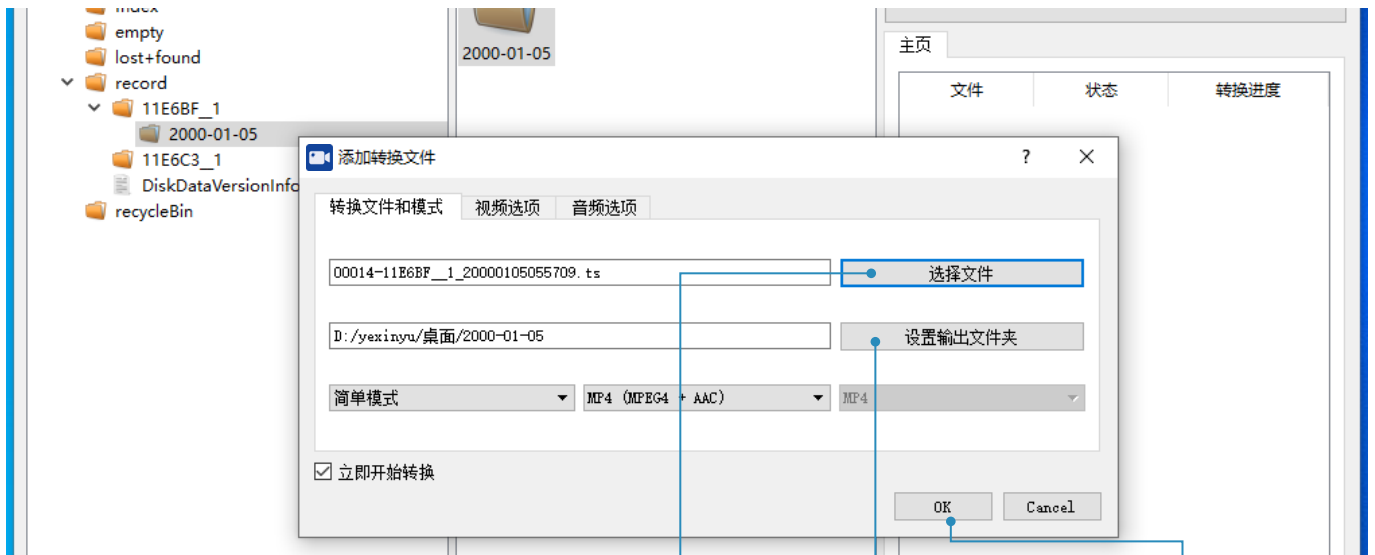 index
empty
lost+found
record
11E6BF__1
2000-01-05
11E6C3__1
DiskDataVersionInfo
recycleBin
2000-01-05
主页
文件 状态 转换进度
添加转换文件 ?
转换文件和模式 视频选项 音频选项
00014-11E6BF__1_20000105055709.ts 选择文件
D:/yexinyu/桌面/2000-01-05 设置输出文件夹
简单模式 MP4 (MPEG4 + AAC) MP4
立即开始转换
OK Cancel